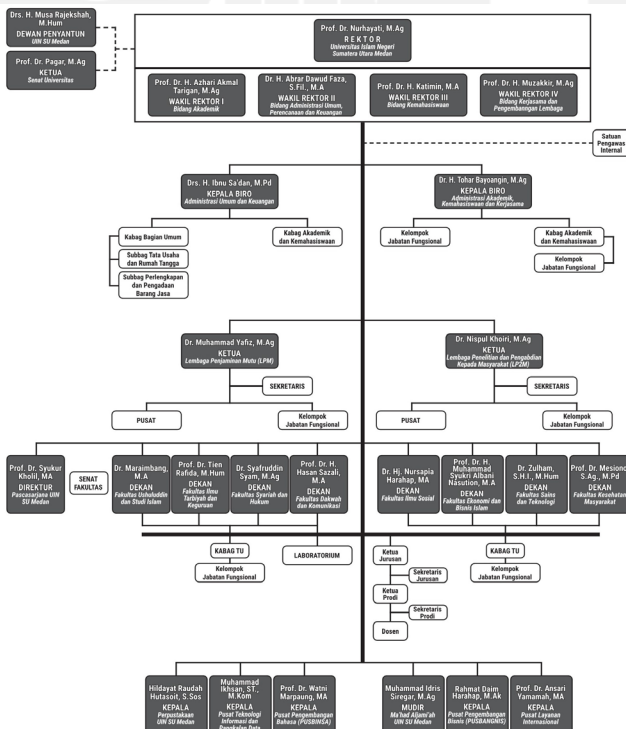 Drs. H. Musa Rajekshah,
M.Hum
DEWAN PENYANTUN
UIN SU Medan
Prof. Dr. Pagar, M.Ag
KETUA
Senat Universitas
Prof. Dr. Nurhayati, M.Ag
REKTOR
Universitas Islam Negeri
Sumatera Utara Medan
Prof. Dr. H. Azhari Akmal
Tarigan, M.Ag
WAKIL REKTOR I
Bidang Akademik
Dr. H. Abrar Dawud Faza,
S.Fil., M.A
WAKIL REKTOR II
Bidang Administrasi Umum,
Perencanaan dan Keuangan
Prof. Dr. H. Katimin, M.A
WAKIL REKTOR III
Bidang Kemahasiswaan
Prof. Dr. H. Muzakkir, M.Ag
WAKIL REKTOR IV
Bidang Kerjasama dan
Pengembanngan Lembaga
Satuan
Pengawas
Internal
Drs. H. Ibnu Sa'dan, M.Pd
KEPALA BIRO
Administrasi Umum dan Keuangan
Dr. H. Tohar Bayoangin, M.Ag
KEPALA BIRO
Administrasi Akademik,
Kemahasiswaan dan Kerjasama
Kabag Bagian Umum
Subbag Tata Usaha
dan Rumah Tangga
Subbag Perlengkapan
dan Pengadaan
Barang Jasa
Kabag Akademik
dan Kemahasiswaan
Kelompok
Jabatan Fungsional
Kabag Akademik
dan Kemahasiswaan
Kelompok
Jabatan Fungsional
Dr. Muhammad Yafiz, M.Ag
KETUA
Lembaga Penjaminan Mutu (LPM)
Dr. Nispul Khoiri, M.Ag
KETUA
Lembaga Penelitian dan Pengabdian
Kepada Masyarakat (LP2M)
SEKRETARIS
SEKRETARIS
PUSAT
Kelompok
Jabatan Fungsional
PUSAT
Kelompok
Jabatan Fungsional
Prof. Dr. Syukur
Kholil, MA
DIREKTUR
Pascasarjana UIN
SU Medan
SENAT
FAKULTAS
Dr. Maraimbang,
M.A
DEKAN
Fakultas Ushuluddin
dan Studi Islam
Prof. Dr. Tien
Rafida, M.Hum
DEKAN
Fakultas Ilmu
Tarbiyah dan
Keguruan
Dr. Syafruddin
Syam, M.Ag
DEKAN
Fakultas Syariah dan
Hukum
Prof. Dr. H.
Hasan Sazali,
M.A
DEKAN
Fakultas Dakwah
dan Komunikasi
Dr. Hj. Nursapia
Harahap, MA
DEKAN
Fakultas Ilmu Sosial
Prof. Dr. H.
Muhammad
Syukri Albani
Nasution, M.A
DEKAN
Fakultas Ekonomi dan
Bisnis Islam
Dr. Zulham,
S.H.I., M.Hum
DEKAN
Fakultas Sains
dan Teknologi
Prof. Dr. Mesiono,
S.Ag., M.Pd
DEKAN
Fakultas Kesehatan
Masyarakat
KABAG TU
Kelompok
Jabatan Fungsional
LABORATORIUM
Ketua
Jurusan
Sekretaris
Jurusan
Ketua
Prodi
Sekretaris
Prodi
Dosen
KABAG TU
Kelompok
Jabatan Fungsional
Hildayat Raudah
Hutasoit, S.Sos
KEPALA
Perpustakaan
UIN SU Medan
Muhammad
Ikhsan, ST.,
M.Kom
KEPALA
Pusat Teknologi
Informasi dan
Pangkalan Data
Prof. Dr. Watni
Marpaung, MA
KEPALA
Pusat Pengembangan
Bahasa (PUSBINSA)
Muhammad Idris
Siregar, M.Ag
MUDIR
Ma'had Aljami'ah
UIN SU Medan
Rahmat Daim
Harahap, M.Ak
KEPALA
Pusat Pengembangan
Bisnis (PUSBANGNIS)
Prof. Dr. Ansari
Yamamah, MA
KEPALA
Pusat Layanan
Internasional